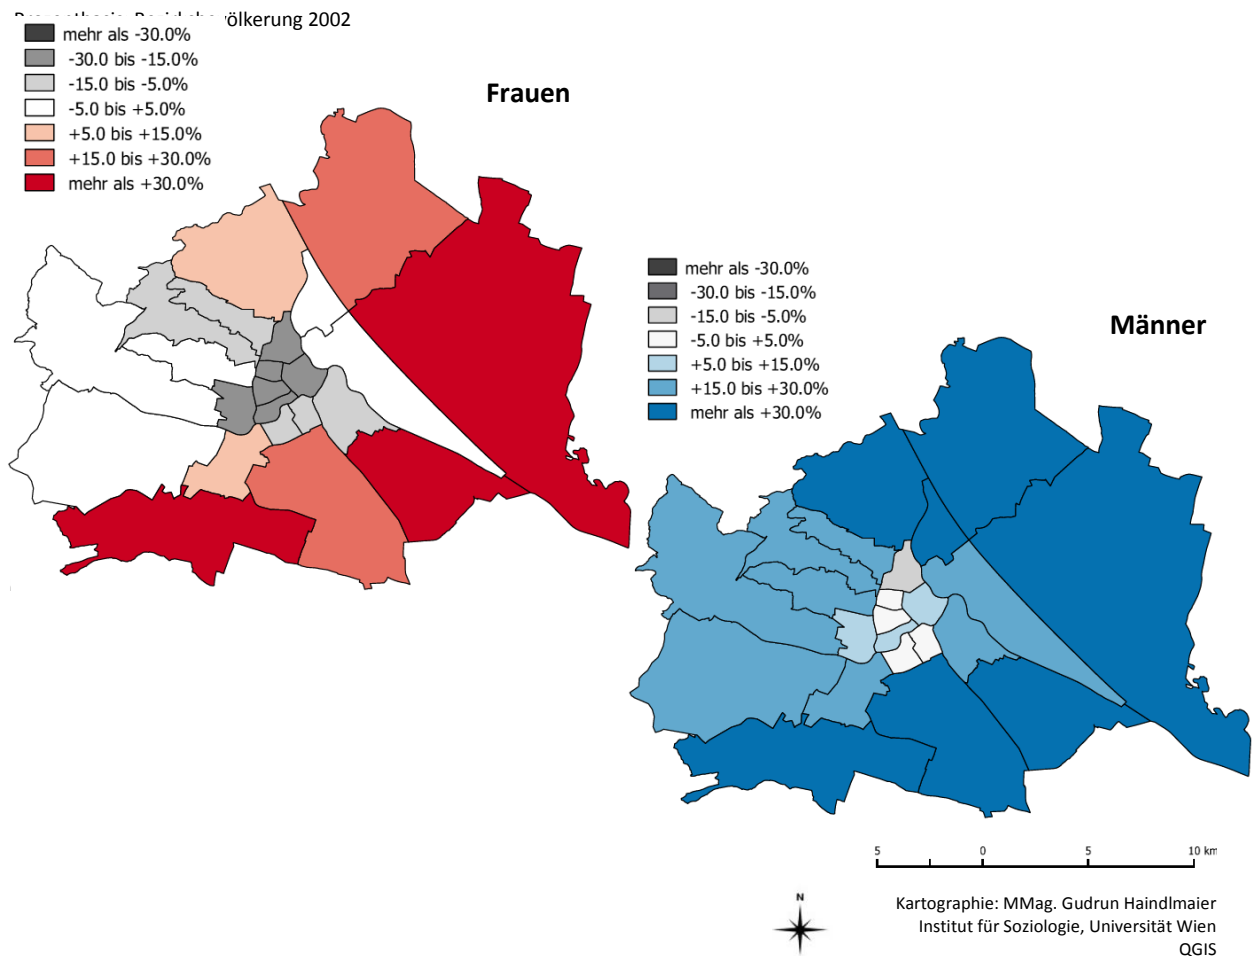 völkerung 2002
mehr als -30.0%
-30.0 bis -15.0%
-15.0 bis -5.0%
-5.0 bis +5.0%
+5.0 bis +15.0%
+15.0 bis +30.0%
mehr als +30.0%
Frauen
mehr als -30.0%
-30.0 bis -15.0%
-15.0 bis -5.0%
-5.0 bis +5.0%
+5.0 bis +15.0%
+15.0 bis +30.0%
mehr als +30.0%
Männer
5 0 5 10 km
N
Kartographie: MMag. Gudrun Haindlmaier
Institut für Soziologie, Universität Wien
QGIS